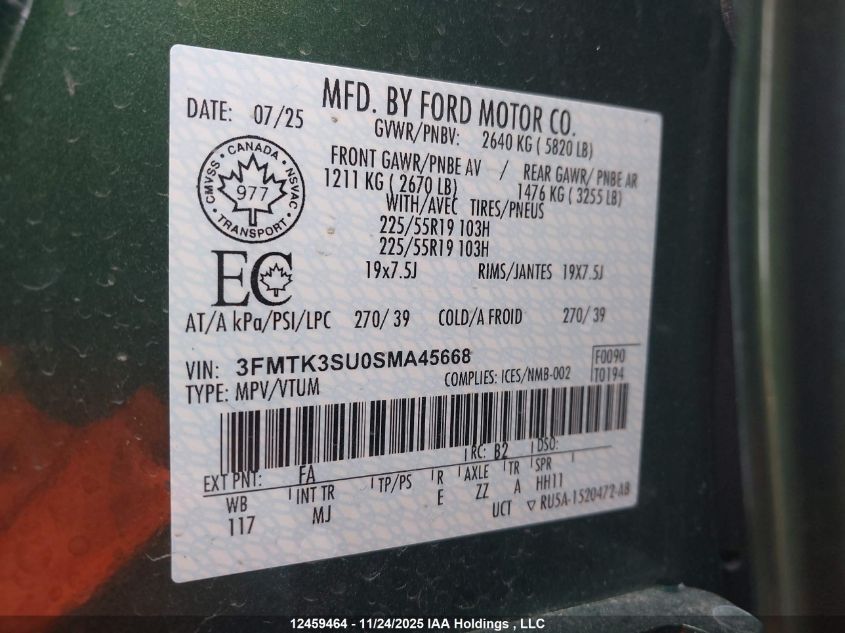 MFD. BY FORD MOTOR CO.
DATE: 07/25
GVWR/PNBV: 2640 KG ( 5820 LB)
FRONT GAWR/PNBE AV / REAR GAWR/ PNBE AR
1211 KG ( 2670 LB) 1476 KG ( 3255 LB)
WITH/AVEC TIRES/PNEUS
225/55R19 103H
225/55R19 103H
19x7.5J RIMS/JANTES 19X7.5J
CMVSS · CANADA · NSVAC
977
TRANSPORT
EC
AT/A kPa/PSI/LPC 270/ 39 COLD/A FROID 270/ 39
VIN: 3FMTK3SU0SMA45668
F0090
TYPE: MPV/VTUM COMPLIES: ICES/NMB-002 T0194
EXT PNT: FA RC: B2 DSO:
WB INT TR TP/PS R AXLE TR SPR
117 MJ E ZZ A HH11
UCT ▽ RU5A-1520472-AB
12459464 - 11/24/2025 IAA Holdings , LLC